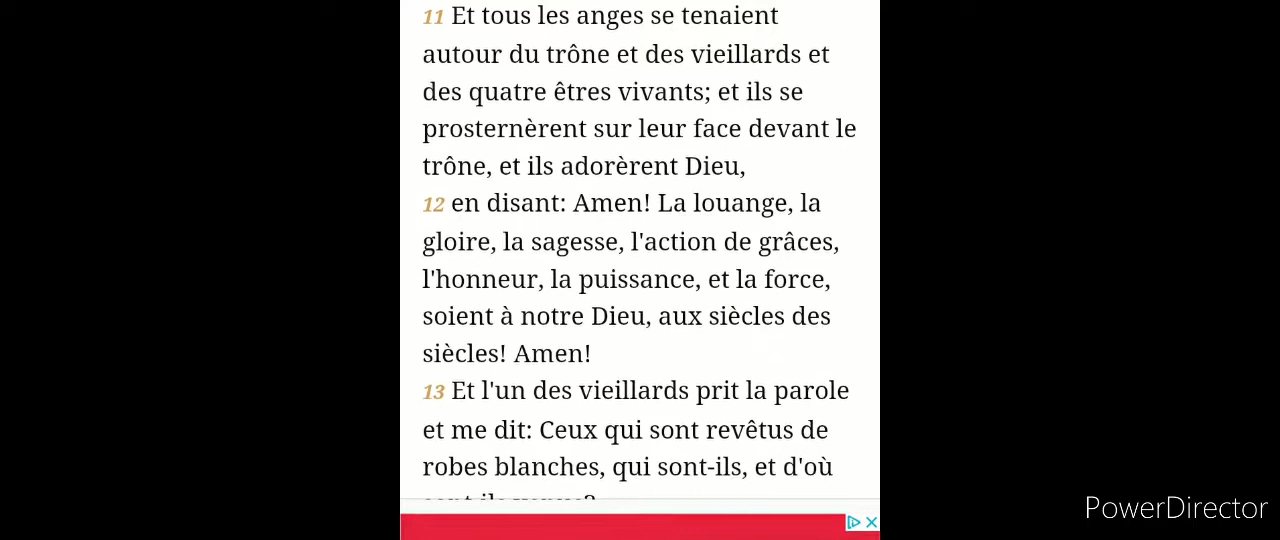 11 Et tous les anges se tenaient
autour du trône et des vieillards et
des quatre êtres vivants; et ils se
prosternèrent sur leur face devant le
trône, et ils adorèrent Dieu,
12 en disant: Amen! La louange, la
gloire, la sagesse, l'action de grâces,
l'honneur, la puissance, et la force,
soient à notre Dieu, aux siècles des
siècles! Amen!
13 Et l'un des vieillards prit la parole
et me dit: Ceux qui sont revêtus de
robes blanches, qui sont-ils, et d'où
PowerDirector